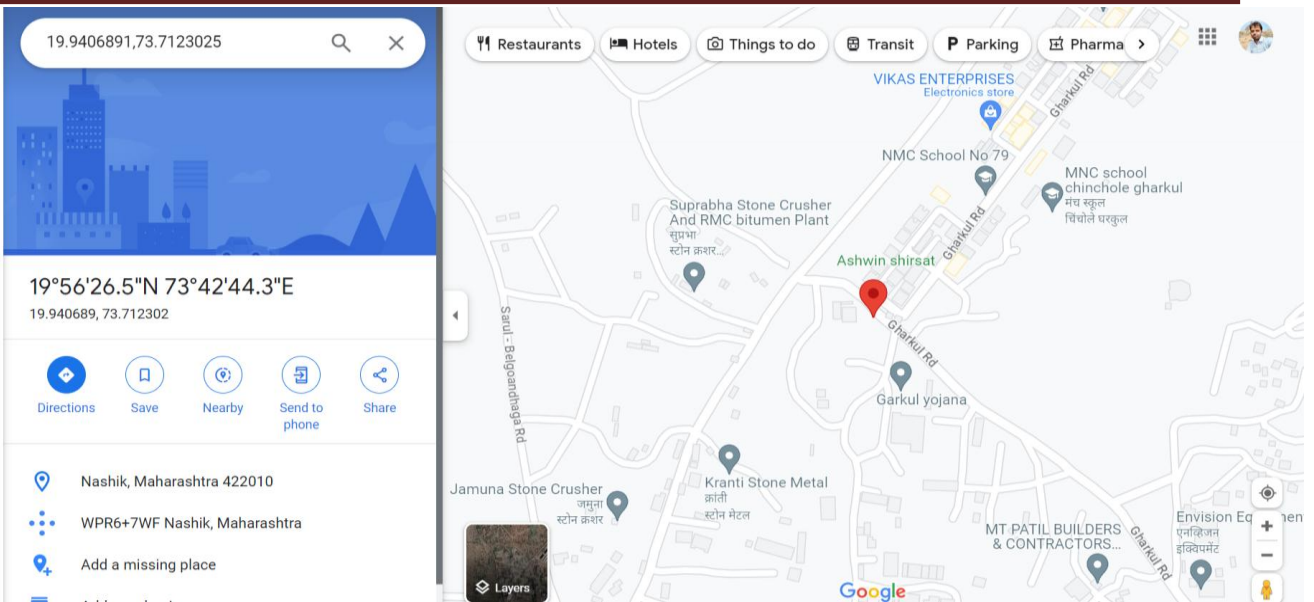 19.9406891,73.7123025
Restaurants
Hotels
Things to do
Transit
P Parking
Pharma
19°56'26.5"N 73°42'44.3"E
19.940689, 73.712302
Directions
Save
Nearby
Send to
phone
Share
Nashik, Maharashtra 422010
WPR6+7WF Nashik, Maharashtra
Add a missing place
VIKAS ENTERPRISES
Electronics store
Gharkul Rd
NMC School No 79
MNC school
chinchole gharkul
मंच स्कूल
चिंचोले घरकुल
Suprabha Stone Crusher
And RMC bitumen Plant
सुप्रभा
स्टोन क्रशर...
Gharkul Rd
Ashwin shirsat
Gharkul Rd
Sarul - Belgoandhaga Rd
Garkul yojana
Kranti Stone Metal
क्रांती
स्टोन मेटल
Jamuna Stone Crusher
जमुना
स्टोन क्रशर
MT PATIL BUILDERS
& CONTRACTORS...
Gharkul Rd
Envision Eq
एनव्हिजन
इक्विपमेंट
Layers
Google